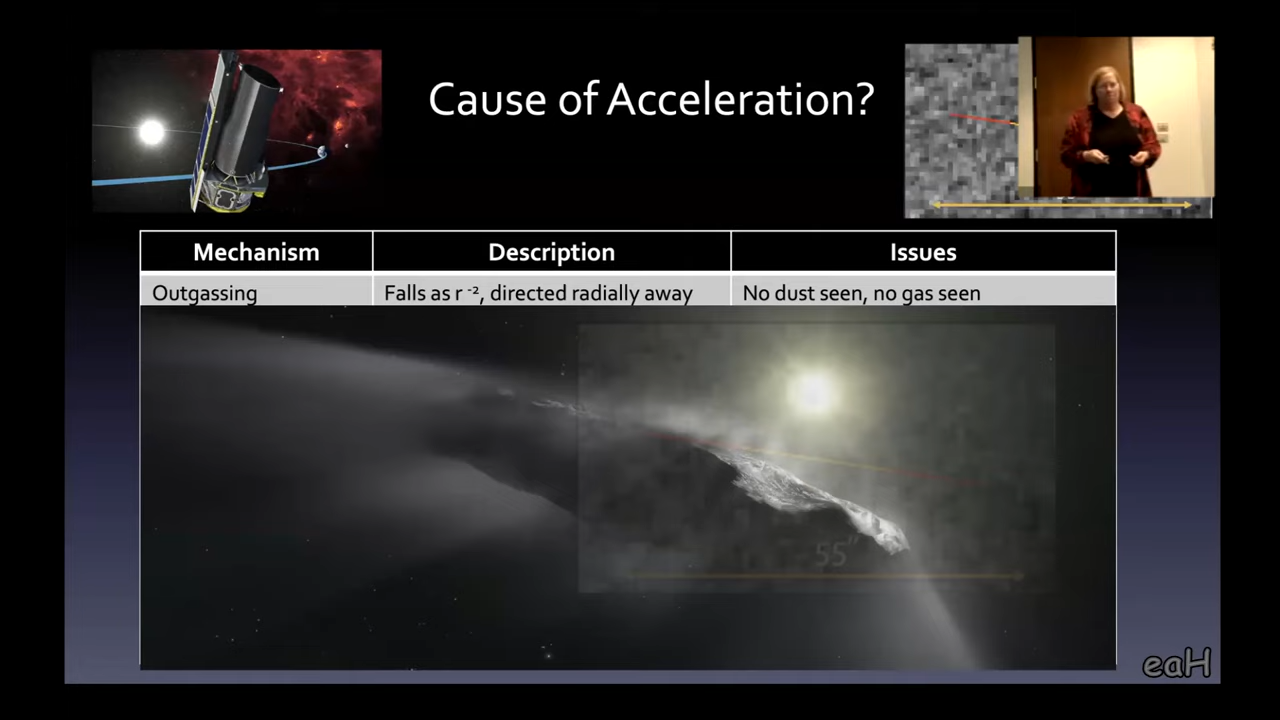 Cause of Acceleration?
Mechanism Description Issues
Outgassing Falls as r -2, directed radially away No dust seen, no gas seen
55”
eaH